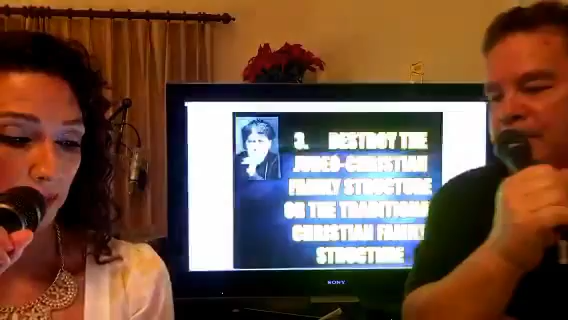 3. DESTROY THE
JUDEO-CHRISTIAN
FAMILY STRUCTURE
OR THE TRADITIONAL
CHRISTIAN FAMILY
STRUCTURE
SONY